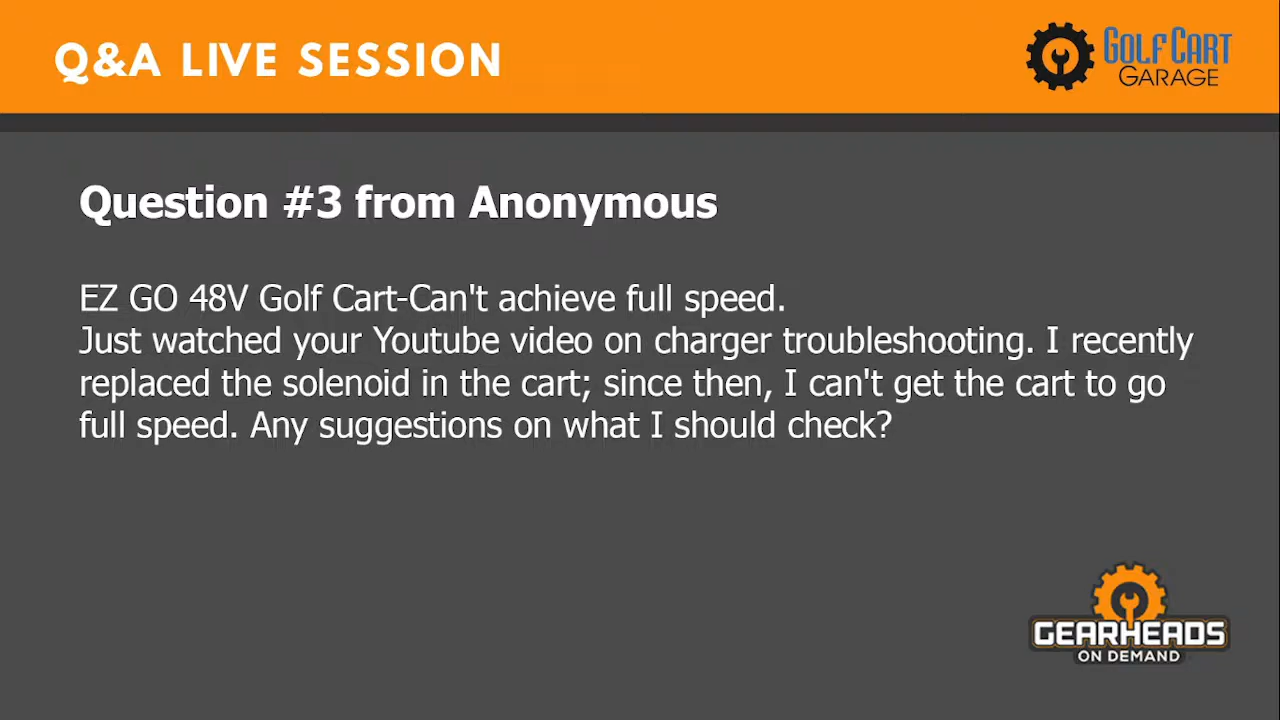 Q&A LIVE SESSION
GOLF CART
GARAGE
Question #3 from Anonymous
EZ GO 48V Golf Cart-Can't achieve full speed.
Just watched your Youtube video on charger troubleshooting. I recently
replaced the solenoid in the cart; since then, I can't get the cart to go
full speed. Any suggestions on what I should check?
GEARHEADS
ON DEMAND